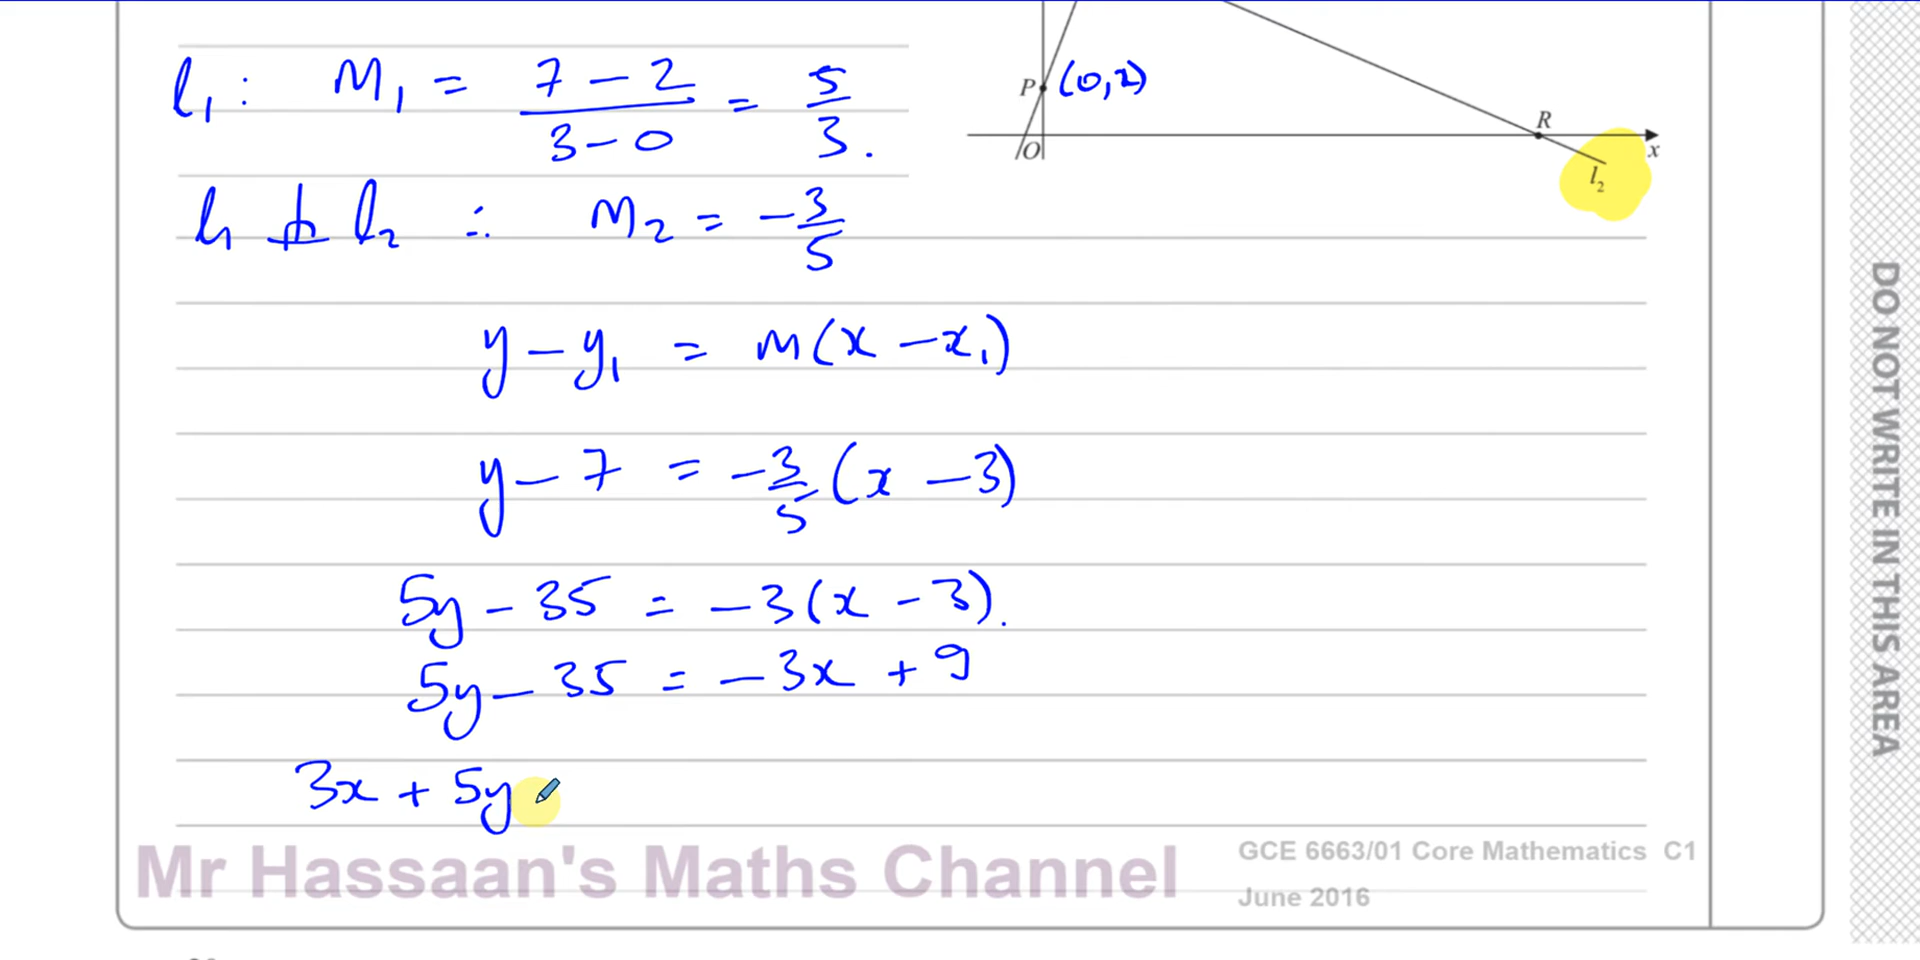 l₁: M₁ = (7 − 2)/(3 − 0) = 5/3.
P (0,2)
R
O
x
l₂
l₁ ⊥ l₂ ∴ M₂ = −3/5
y − y₁ = m(x − x₁)
y − 7 = −3/5 (x − 3)
5y − 35 = −3(x − 3).
5y − 35 = −3x + 9
3x + 5y
Mr Hassaan's Maths Channel
GCE 6663/01 Core Mathematics C1
June 2016
DO NOT WRITE IN THIS AREA